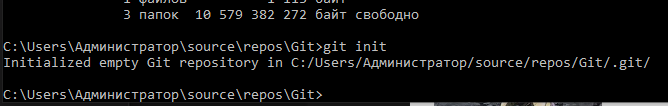 3 папок  10 579 382 272 байт свободно
C:\Users\Администратор\source\repos\Git>git init
Initialized empty Git repository in C:/Users/Администратор/source/repos/Git/.git/
C:\Users\Администратор\source\repos\Git>